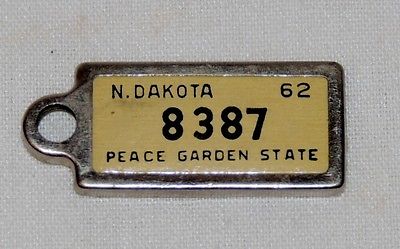 N. DAKOTA 62
8387
PEACE GARDEN STATE